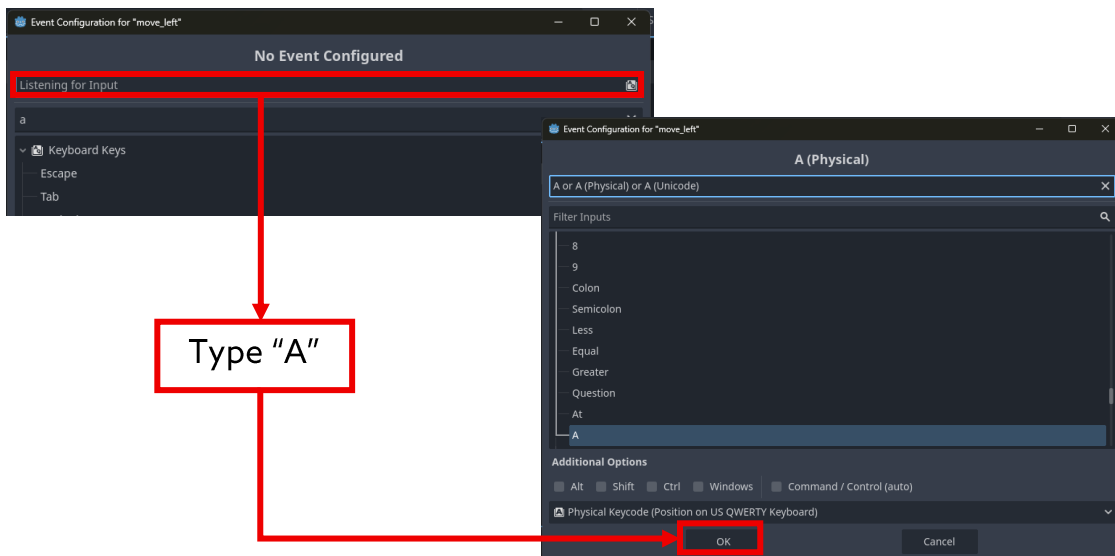 Event Configuration for "move_left"
No Event Configured
Listening for Input
a
Keyboard Keys
Escape
Tab
Type “A”
Event Configuration for "move_left"
A (Physical)
A or A (Physical) or A (Unicode)
Filter Inputs
8
9
Colon
Semicolon
Less
Equal
Greater
Question
At
A
Additional Options
Alt Shift Ctrl Windows Command / Control (auto)
Physical Keycode (Position on US QWERTY Keyboard)
OK Cancel